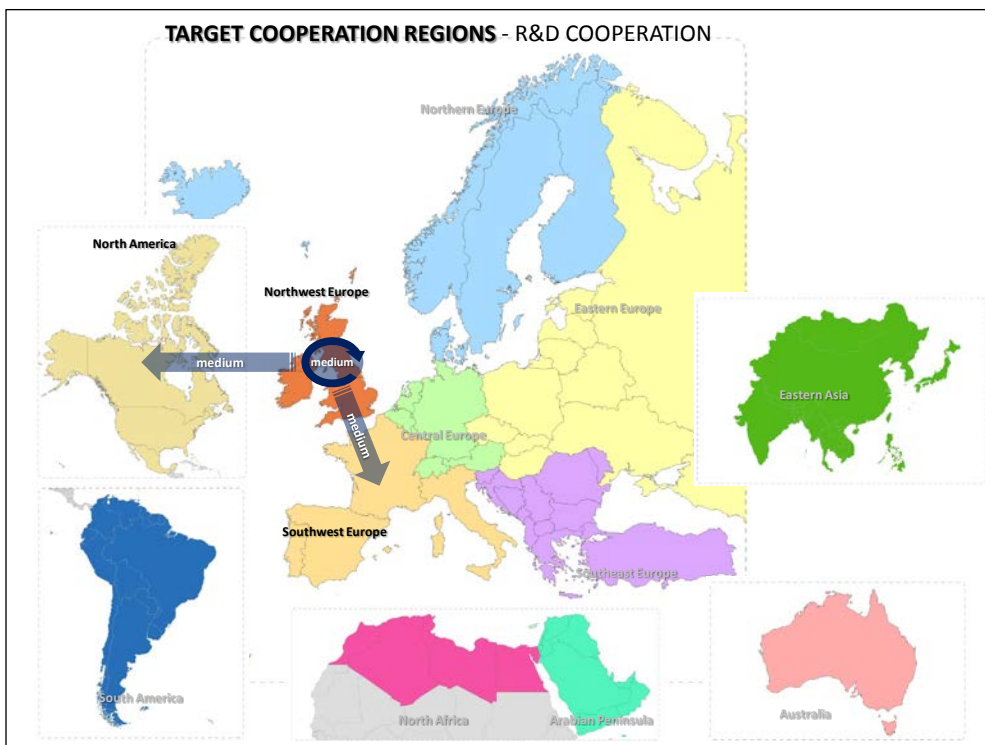 TARGET COOPERATION REGIONS - R&D COOPERATION
Northern Europe
North America
Northwest Europe
Eastern Europe
medium
medium
Eastern Asia
medium
Central Europe
Southwest Europe
Southeast Europe
South America
North Africa
Arabian Peninsula
Australia